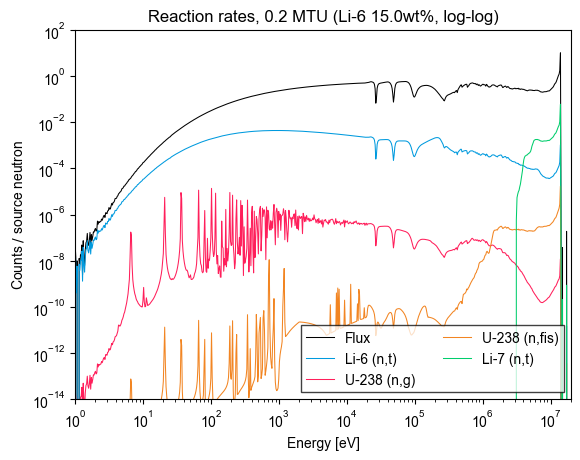 Reaction rates, 0.2 MTU (Li-6 15.0wt%, log-log)
Counts / source neutron
10^2
10^0
10^−2
10^−4
10^−6
10^−8
10^−10
10^−12
10^−14
Flux
Li-6 (n,t)
U-238 (n,g)
U-238 (n,fis)
Li-7 (n,t)
10^0 10^1 10^2 10^3 10^4 10^5 10^6 10^7
Energy [eV]